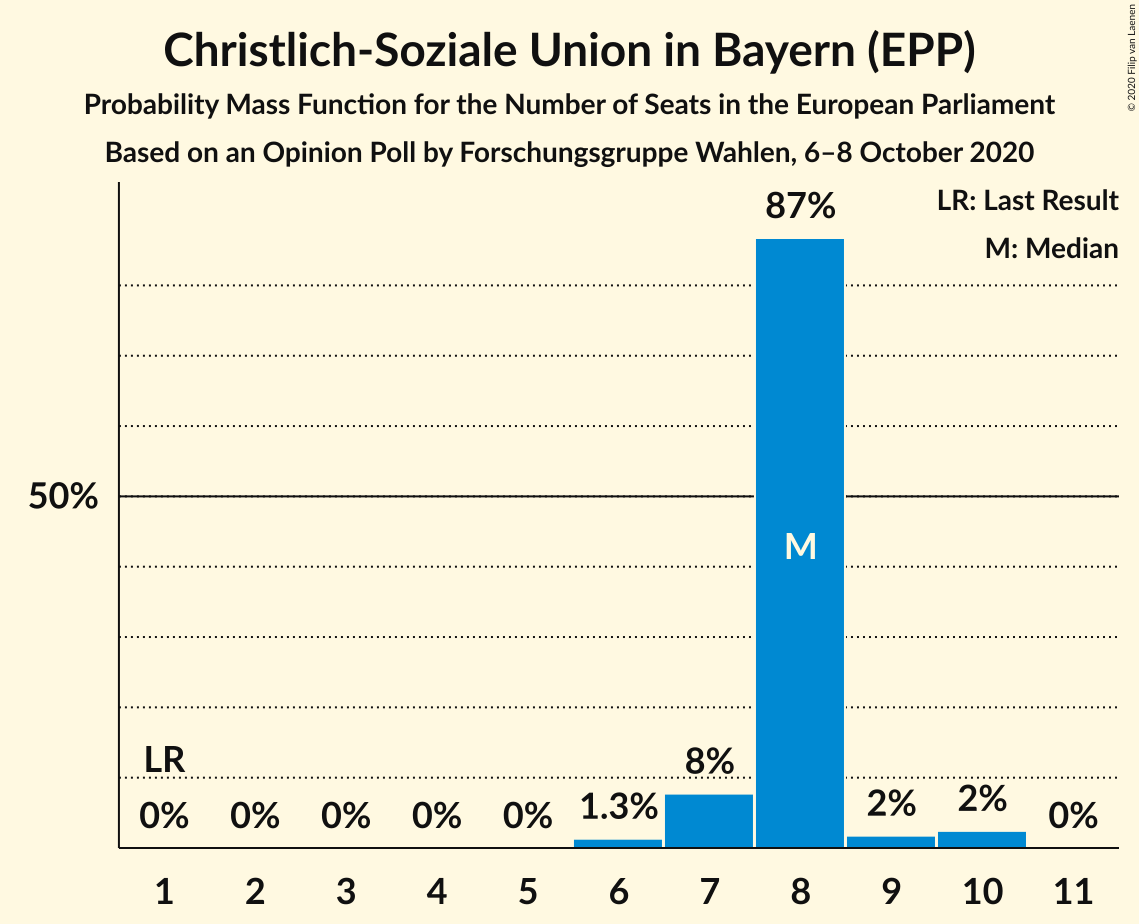 Christlich-Soziale Union in Bayern (EPP)
Probability Mass Function for the Number of Seats in the European Parliament
Based on an Opinion Poll by Forschungsgruppe Wahlen, 6–8 October 2020
© 2020 Filip van Laenen
LR: Last Result
M: Median
87%
50%
M
LR
8%
0% 0% 0% 0% 0% 1.3% 2% 2% 0%
1 2 3 4 5 6 7 8 9 10 11